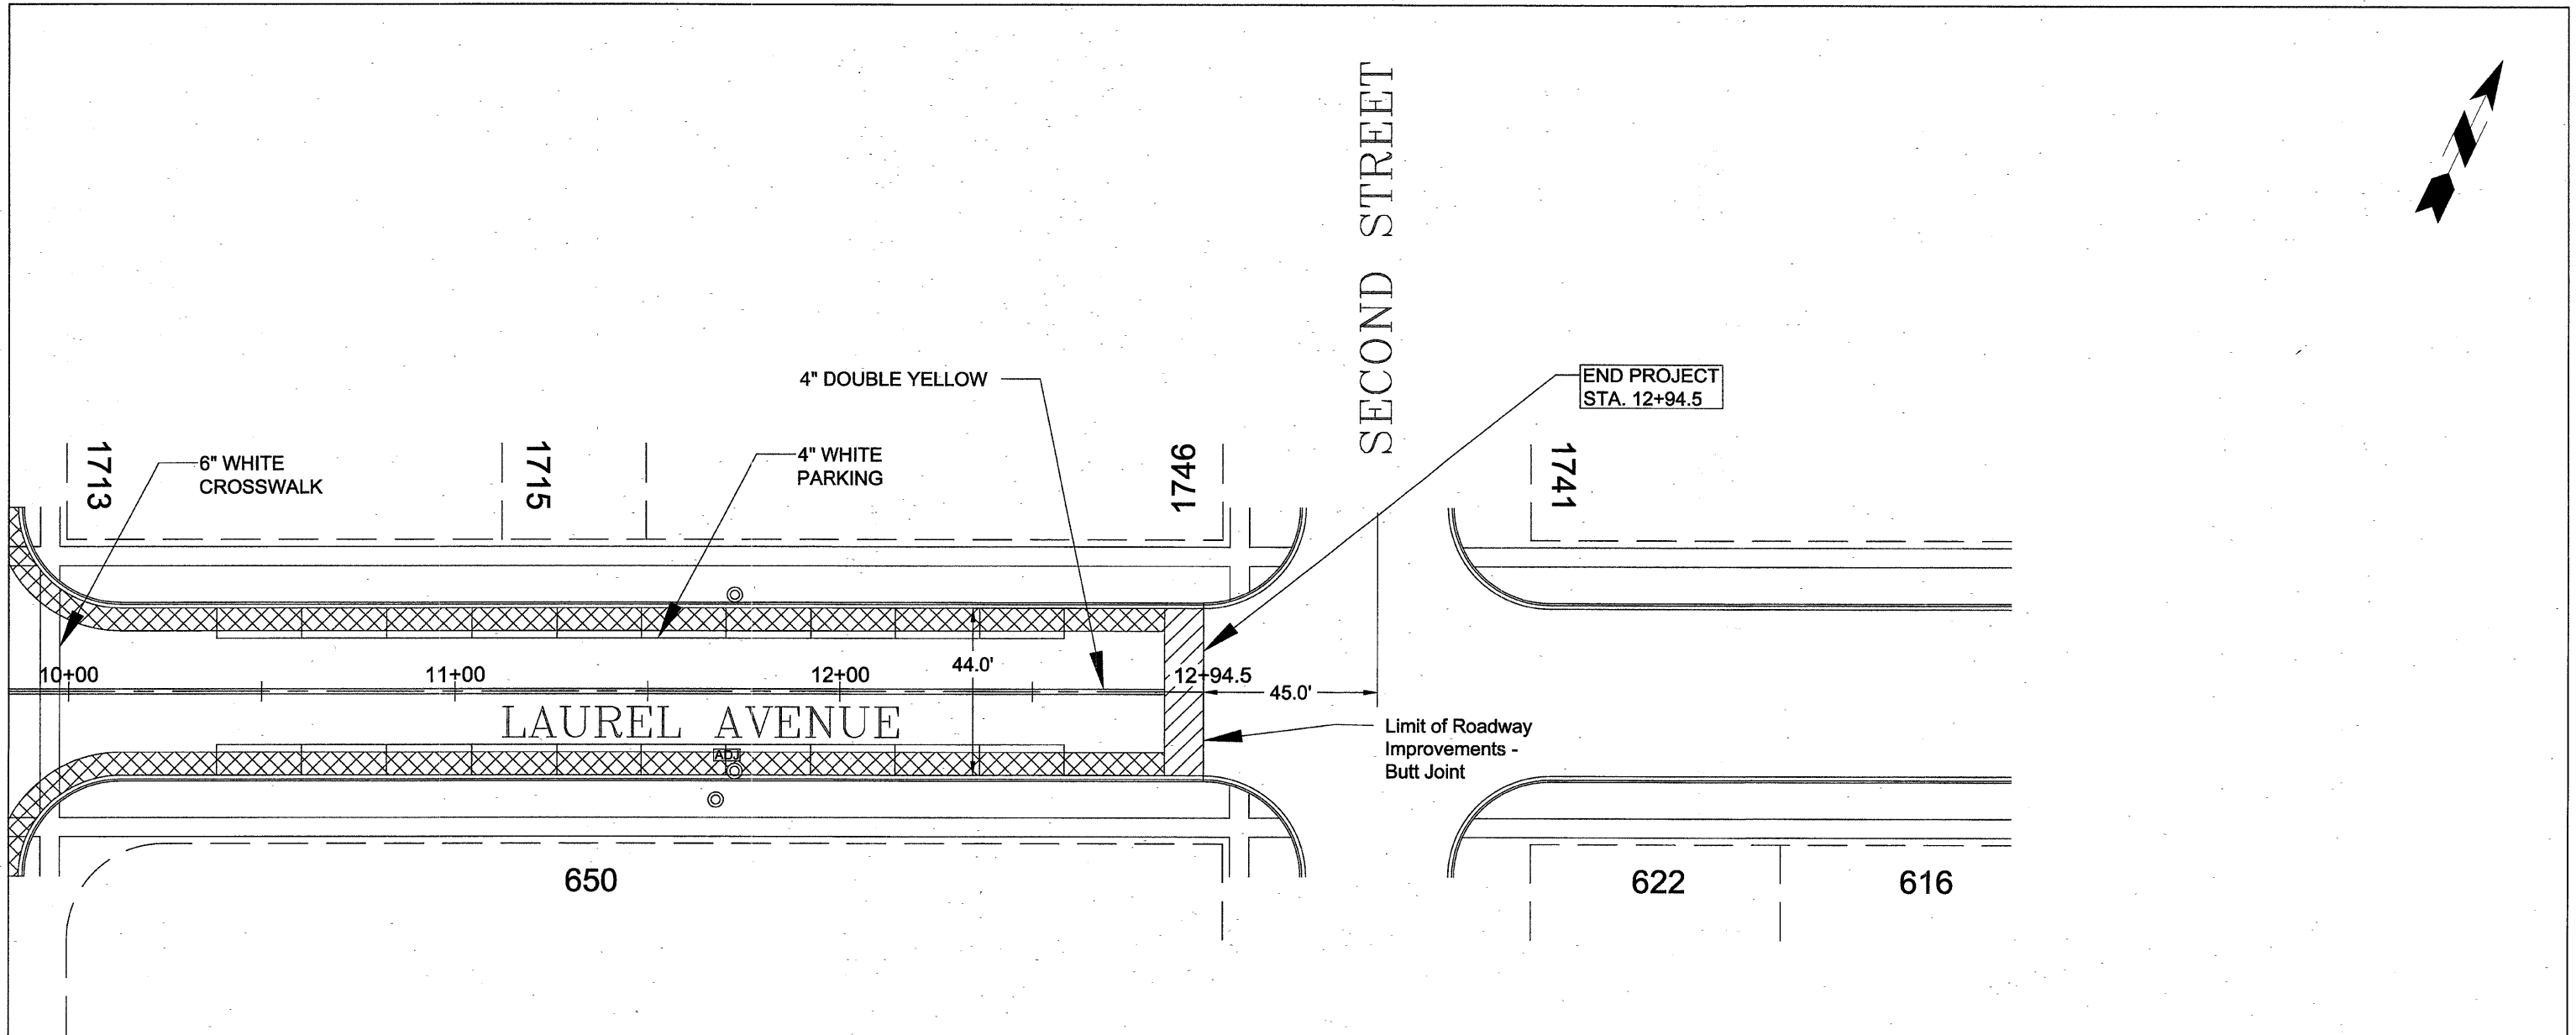 SECOND STREET
END PROJECT
STA. 12+94.5
4" DOUBLE YELLOW
4" WHITE
PARKING
6" WHITE
CROSSWALK
1713
1715
1746
1741
10+00
11+00
12+00
44.0'
12+94.5
45.0'
LAUREL AVENUE
ADJ
Limit of Roadway
Improvements -
Butt Joint
650
622
616